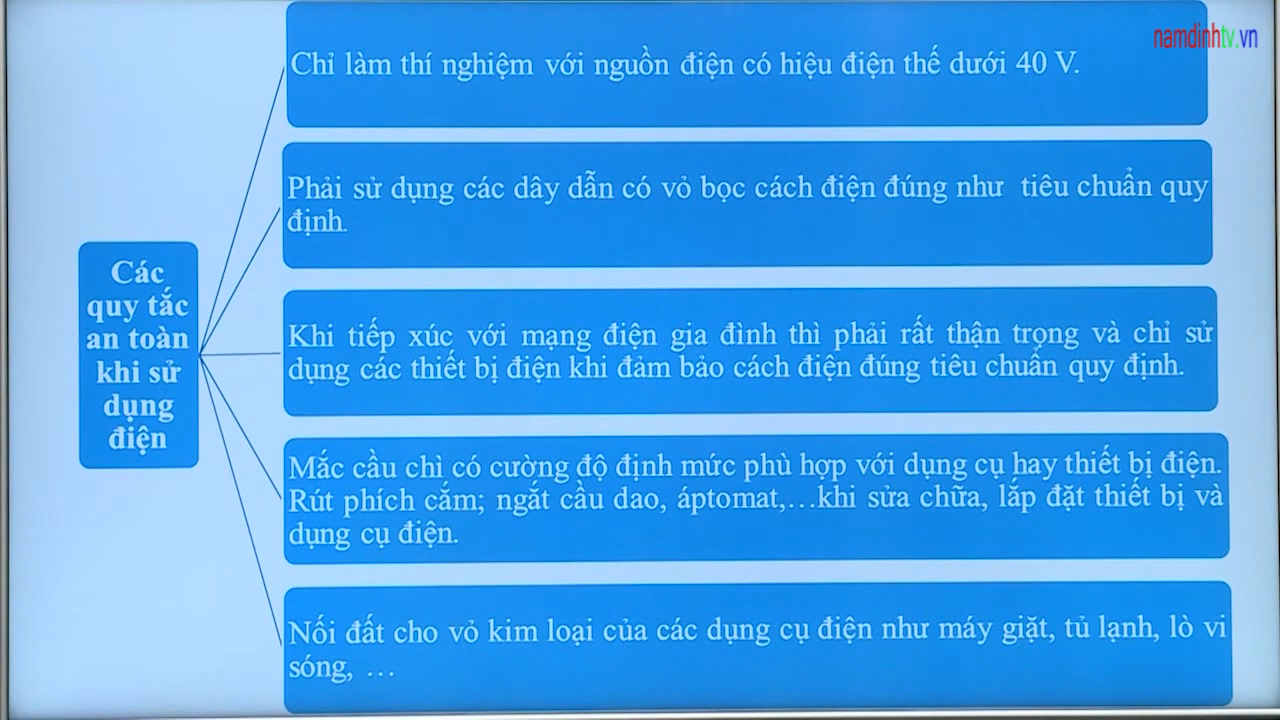 namdinhtv.vn
Chỉ làm thí nghiệm với nguồn điện có hiệu điện thế dưới 40 V.
Phải sử dụng các dây dẫn có vỏ bọc cách điện đúng như tiêu chuẩn quy
định.
Các
quy tắc
an toàn
khi sử
dụng
điện
Khi tiếp xúc với mạng điện gia đình thì phải rất thận trọng và chỉ sử
dụng các thiết bị điện khi đảm bảo cách điện đúng tiêu chuẩn quy định.
Mắc cầu chì có cường độ định mức phù hợp với dụng cụ hay thiết bị điện.
Rút phích cắm; ngắt cầu dao, áptomat,…khi sửa chữa, lắp đặt thiết bị và
dụng cụ điện.
Nối đất cho vỏ kim loại của các dụng cụ điện như máy giặt, tủ lạnh, lò vi
sóng, …